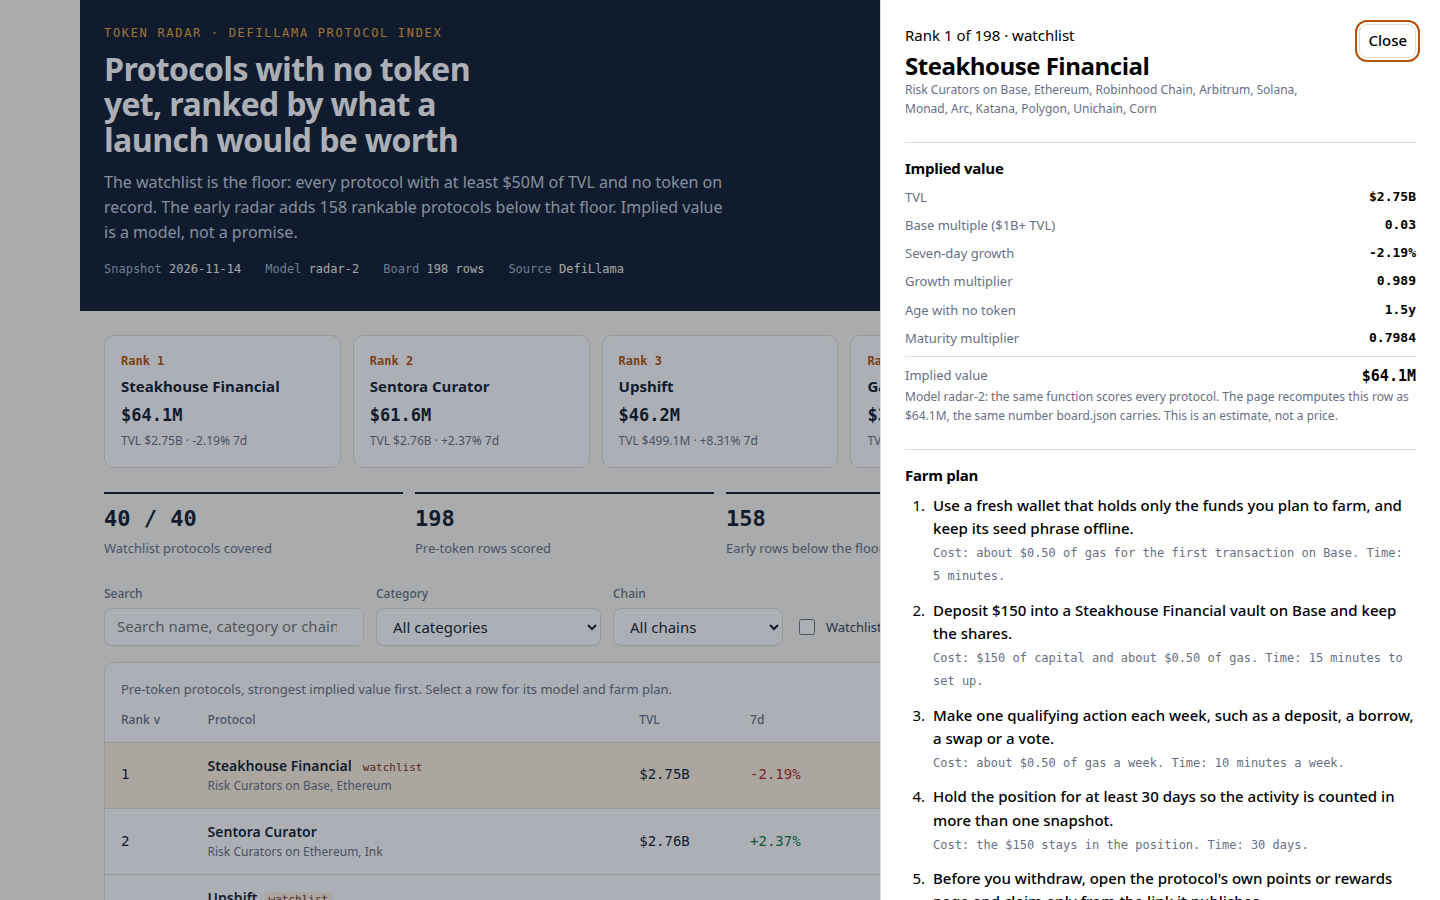 TOKEN RADAR · DEFILLAMA PROTOCOL INDEX
Protocols with no token
yet, ranked by what a
launch would be worth
The watchlist is the floor: every protocol with at least $50M of TVL and no token on
record. The early radar adds 158 rankable protocols below that floor. Implied value
is a model, not a promise.
Snapshot 2026-11-14 Model radar-2 Board 198 rows Source DefiLlama
Rank 1
Steakhouse Financial
$64.1M
TVL $2.75B · -2.19% 7d
Rank 2
Sentora Curator
$61.6M
TVL $2.76B · +2.37% 7d
Rank 3
Upshift
$46.2M
TVL $499.1M · +8.31% 7d
40 / 40
Watchlist protocols covered
198
Pre-token rows scored
158
Early rows below the floo
Search
Search name, category or chain
Category
All categories
Chain
All chains
Watchlist
Pre-token protocols, strongest implied value first. Select a row for its model and farm plan.
Rank v Protocol TVL 7d
1 Steakhouse Financial watchlist $2.75B -2.19%
Risk Curators on Base, Ethereum
2 Sentora Curator $2.76B +2.37%
Risk Curators on Ethereum, Ink
Upshift watchlist
Rank 1 of 198 · watchlist
Close
Steakhouse Financial
Risk Curators on Base, Ethereum, Robinhood Chain, Arbitrum, Solana,
Monad, Arc, Katana, Polygon, Unichain, Corn
Implied value
TVL $2.75B
Base multiple ($1B+ TVL) 0.03
Seven-day growth -2.19%
Growth multiplier 0.989
Age with no token 1.5y
Maturity multiplier 0.7984
Implied value $64.1M
Model radar-2: the same function scores every protocol. The page recomputes this row as
$64.1M, the same number board.json carries. This is an estimate, not a price.
Farm plan
1. Use a fresh wallet that holds only the funds you plan to farm, and
keep its seed phrase offline.
Cost: about $0.50 of gas for the first transaction on Base. Time:
5 minutes.
2. Deposit $150 into a Steakhouse Financial vault on Base and keep
the shares.
Cost: $150 of capital and about $0.50 of gas. Time: 15 minutes to
set up.
3. Make one qualifying action each week, such as a deposit, a borrow,
a swap or a vote.
Cost: about $0.50 of gas a week. Time: 10 minutes a week.
4. Hold the position for at least 30 days so the activity is counted in
more than one snapshot.
Cost: the $150 stays in the position. Time: 30 days.
5. Before you withdraw, open the protocol's own points or rewards
page and claim only from the link it publishes.